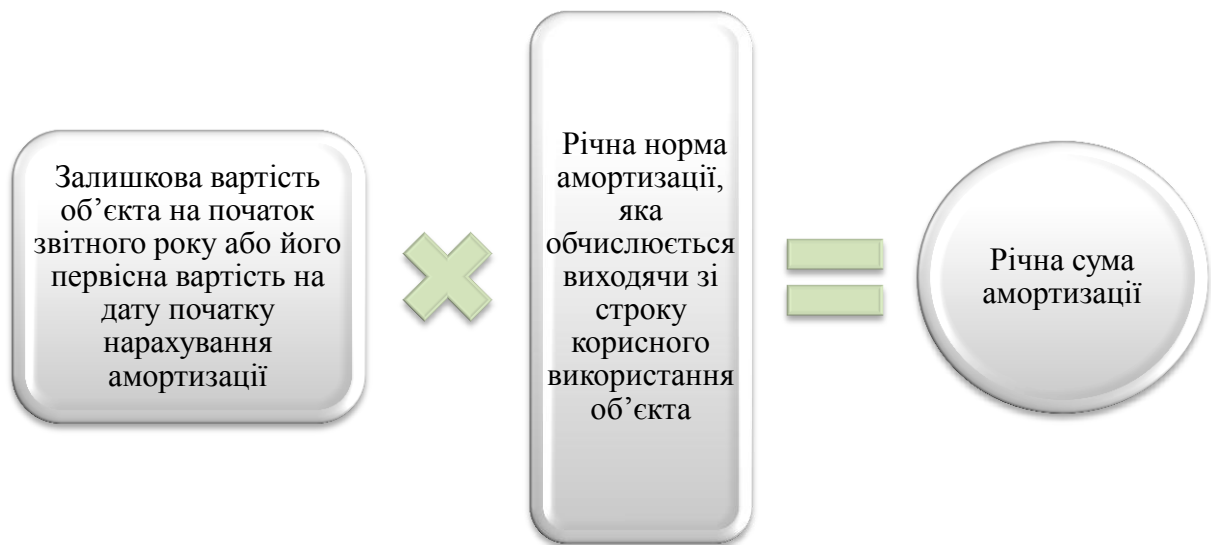 Залишкова вартість
об’єкта на початок
звітного року або його
первісна вартість на
дату початку
нарахування
амортизації
Річна норма
амортизації,
яка
обчислюється
виходячи зі
строку
корисного
використання
об’єкта
Річна сума
амортизації